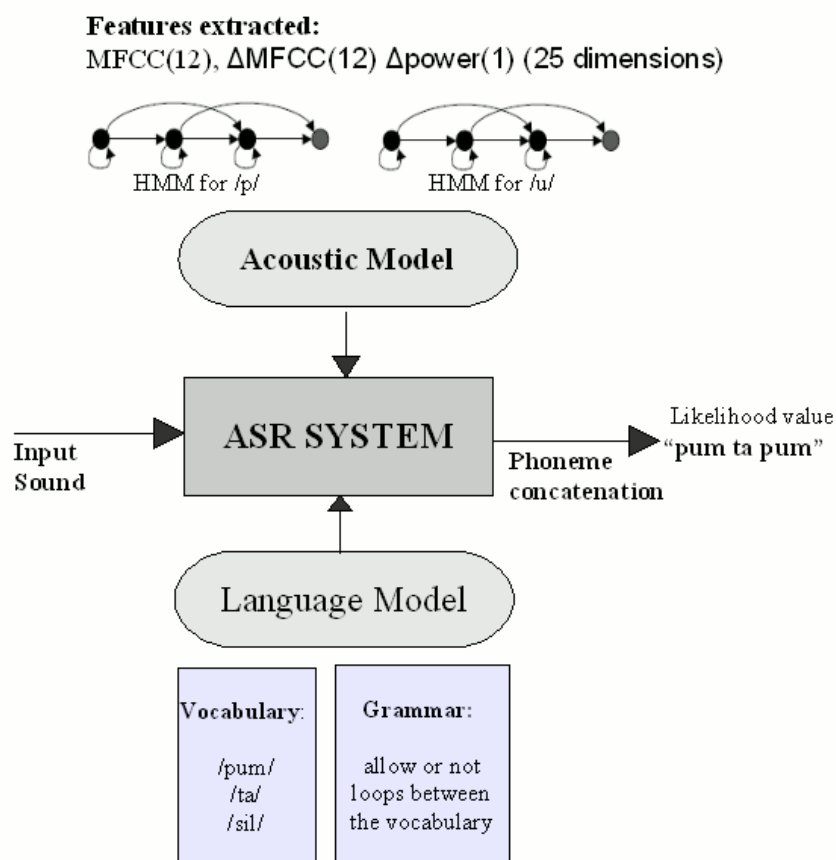 Features extracted:
MFCC(12), ΔMFCC(12) Δpower(1) (25 dimensions)
HMM for /p/
HMM for /u/
Acoustic Model
ASR SYSTEM
Input
Sound
Phoneme
concatenation
Likelihood value
“pum ta pum”
Language Model
Vocabulary:
/pum/
/ta/
/sil/
Grammar:
allow or not
loops between
the vocabulary